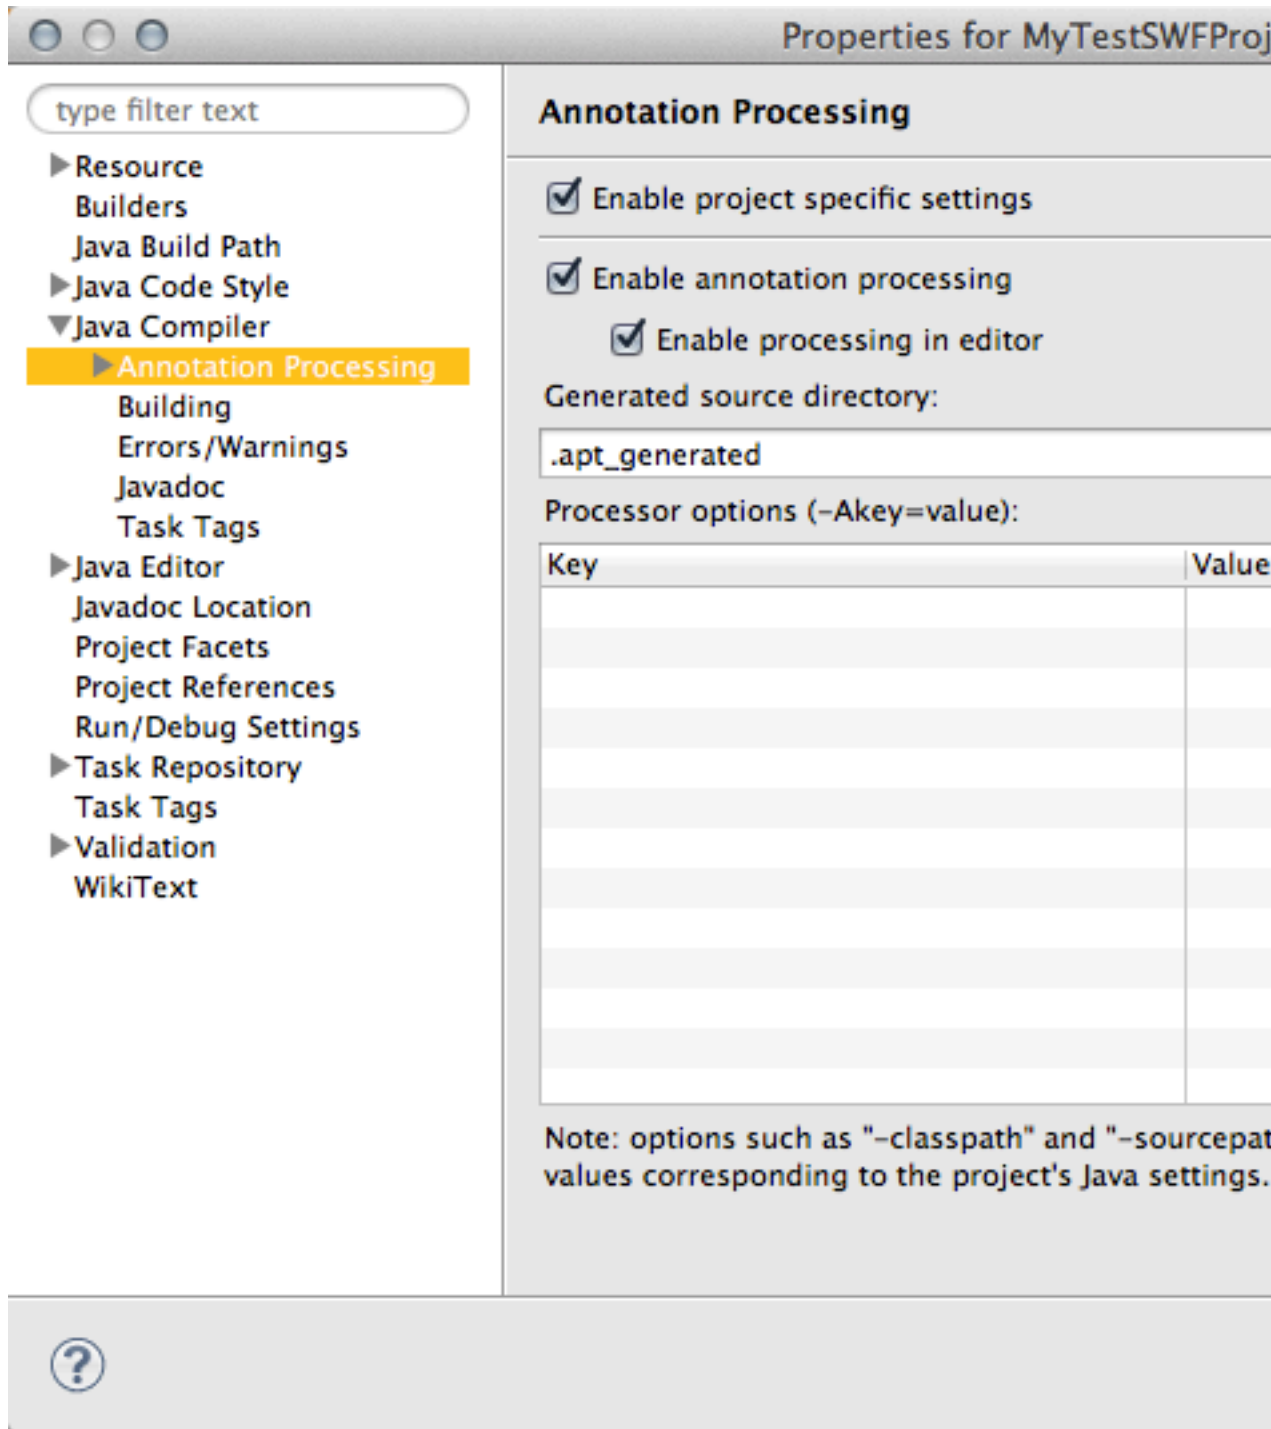 Properties for MyTestSWFProj
type filter text
Resource
Builders
Java Build Path
Java Code Style
Java Compiler
Annotation Processing
Building
Errors/Warnings
Javadoc
Task Tags
Java Editor
Javadoc Location
Project Facets
Project References
Run/Debug Settings
Task Repository
Task Tags
Validation
WikiText
Annotation Processing
Enable project specific settings
Enable annotation processing
Enable processing in editor
Generated source directory:
.apt_generated
Processor options (-Akey=value):
Key Value
Note: options such as "-classpath" and "-sourcepat
values corresponding to the project's Java settings.
?